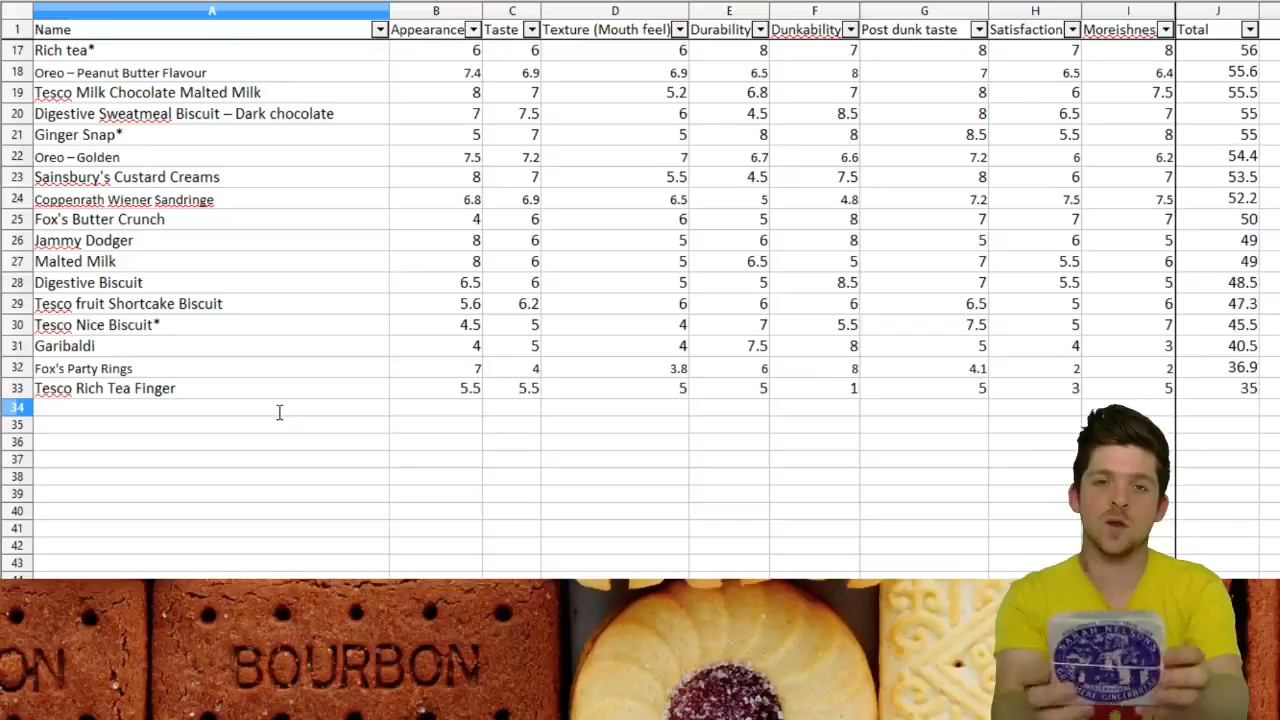 A B C D E F G H I J
1 Name Appearance Taste Texture (Mouth feel) Durability Dunkability Post dunk taste Satisfaction Moreishnes Total
17 Rich tea* 6 6 6 8 7 8 7 8 56
18 Oreo – Peanut Butter Flavour 7.4 6.9 6.9 6.5 8 7 6.5 6.4 55.6
19 Tesco Milk Chocolate Malted Milk 8 7 5.2 6.8 7 8 6 7.5 55.5
20 Digestive Sweatmeal Biscuit – Dark chocolate 7 7.5 6 4.5 8.5 8 6.5 7 55
21 Ginger Snap* 5 7 5 8 8 8.5 5.5 8 55
22 Oreo – Golden 7.5 7.2 7 6.7 6.6 7.2 6 6.2 54.4
23 Sainsbury's Custard Creams 8 7 5.5 4.5 7.5 8 6 7 53.5
24 Coppenrath Wiener Sandringe 6.8 6.9 6.5 5 4.8 7.2 7.5 7.5 52.2
25 Fox's Butter Crunch 4 6 6 5 8 7 7 7 50
26 Jammy Dodger 8 6 5 6 8 5 6 5 49
27 Malted Milk 8 6 5 6.5 5 7 5.5 6 49
28 Digestive Biscuit 6.5 6 5 5 8.5 7 5.5 5 48.5
29 Tesco fruit Shortcake Biscuit 5.6 6.2 6 6 6 6.5 5 6 47.3
30 Tesco Nice Biscuit* 4.5 5 4 7 5.5 7.5 5 7 45.5
31 Garibaldi 4 5 4 7.5 8 5 4 3 40.5
32 Fox's Party Rings 7 4 3.8 6 8 4.1 2 2 36.9
33 Tesco Rich Tea Finger 5.5 5.5 5 5 1 5 3 5 35
34
35
36
37
38
39
40
41
42
43
ON BOURBON
SARAH NELSON'S
GRASMERE GINGERBREAD